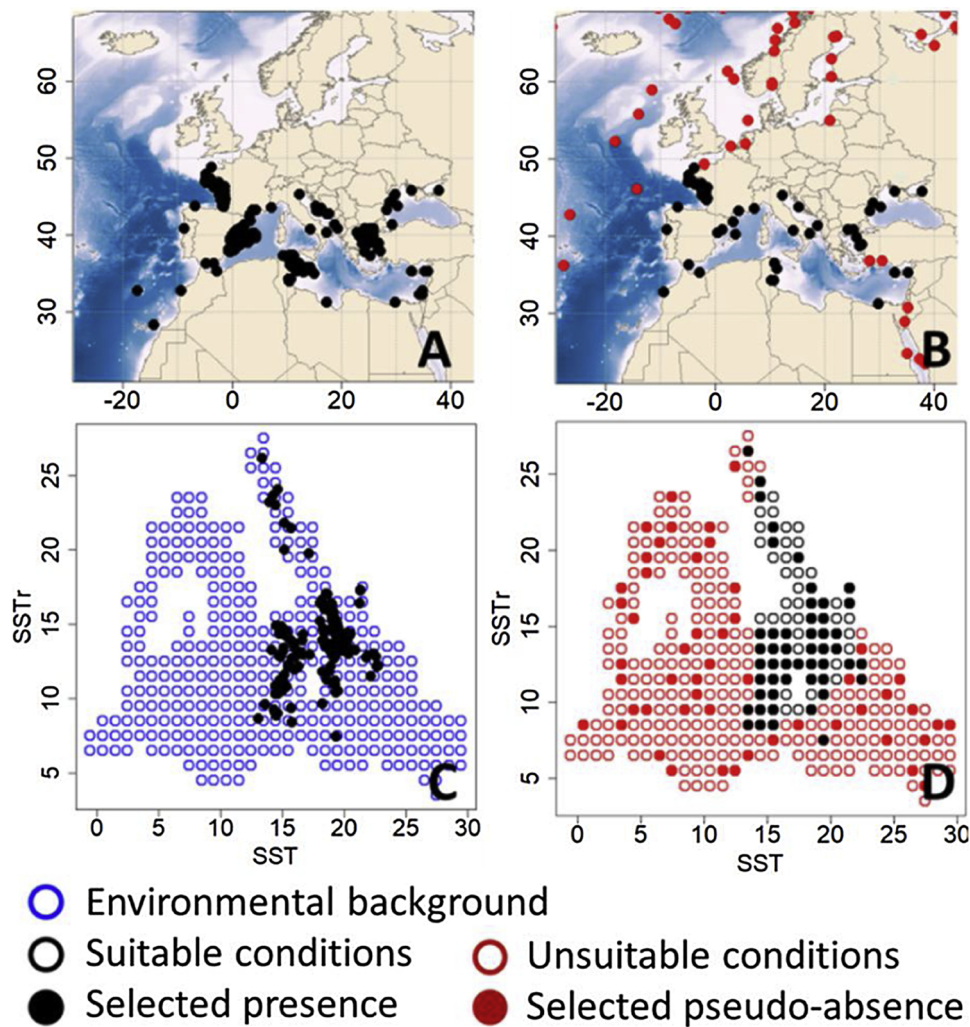 60
50
40
30
A
-20 0 20 40
60
50
40
30
B
-20 0 20 40
25
20
15
10
5
SSTr
C
0 5 10 15 20 25 30
SST
25
20
15
10
5
SSTr
D
0 5 10 15 20 25 30
SST
Environmental background
Suitable conditions
Unsuitable conditions
Selected presence
Selected pseudo-absence